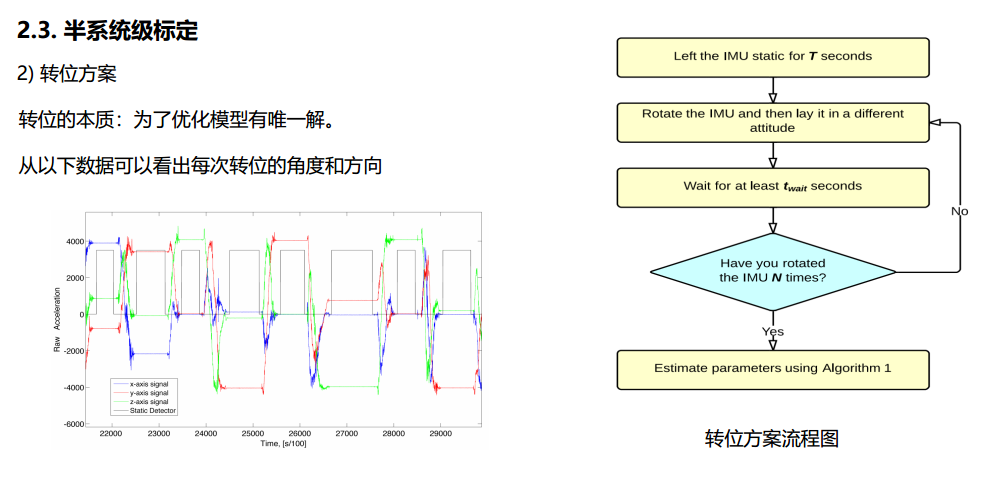 2.3. 半系统级标定
2) 转位方案
转位的本质：为了优化模型有唯一解。
从以下数据可以看出每次转位的角度和方向
Raw Acceleration
4000
2000
0
-2000
-4000
-6000
x-axis signal
y-axis signal
z-axis signal
Static Detector
22000 23000 24000 25000 26000 27000 28000 29000
Time, [s/100]
Left the IMU static for T seconds
Rotate the IMU and then lay it in a different
attitude
Wait for at least twait seconds
No
Have you rotated
the IMU N times?
Yes
Estimate parameters using Algorithm 1
转位方案流程图